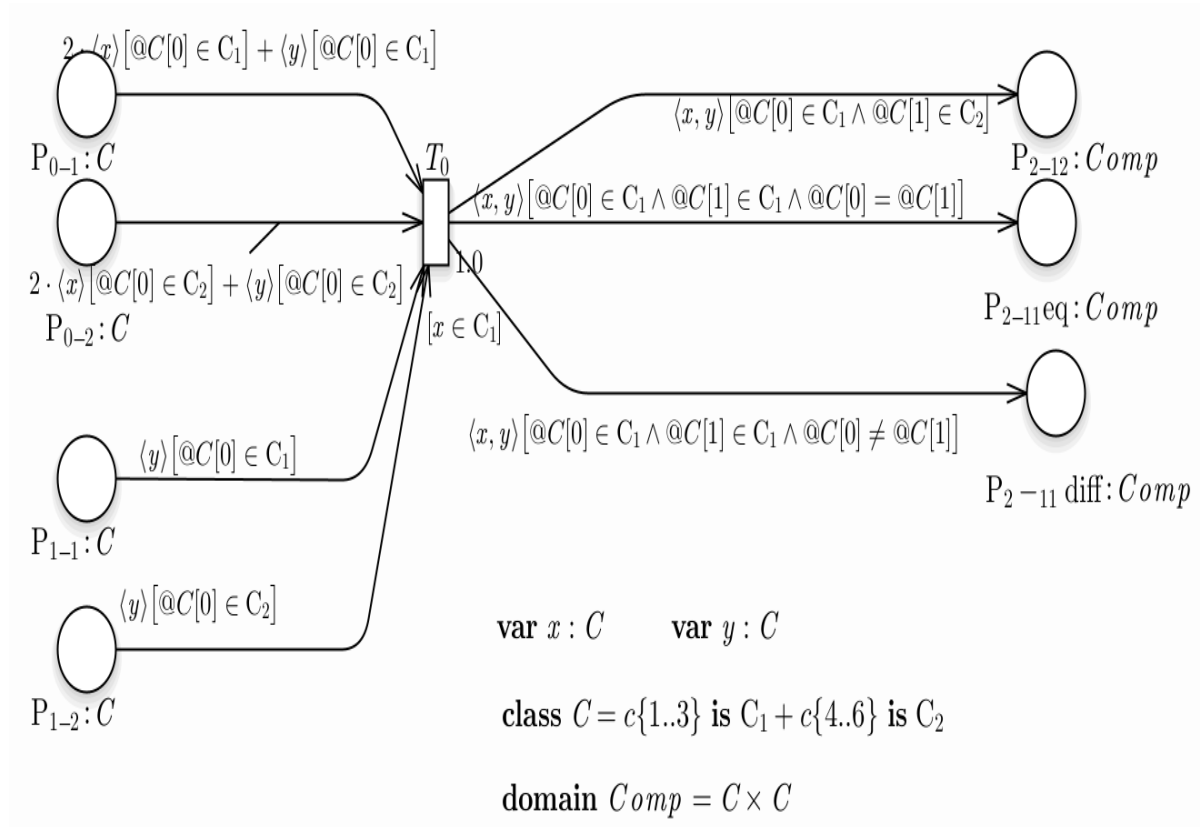 2 · ⟨x⟩[@C[0] ∈ C₁] + ⟨y⟩[@C[0] ∈ C₁]
P₀₋₁ : C
T₀
⟨x, y⟩[@C[0] ∈ C₁ ∧ @C[1] ∈ C₂]
P₂₋₁₂ : Comp
⟨x, y⟩[@C[0] ∈ C₁ ∧ @C[1] ∈ C₁ ∧ @C[0] = @C[1]]
1.0
2 · ⟨x⟩[@C[0] ∈ C₂] + ⟨y⟩[@C[0] ∈ C₂]
P₀₋₂ : C
[x ∈ C₁]
P₂₋₁₁eq : Comp
⟨x, y⟩[@C[0] ∈ C₁ ∧ @C[1] ∈ C₁ ∧ @C[0] ≠ @C[1]]
P₂ ₋₁₁ diff : Comp
⟨y⟩[@C[0] ∈ C₁]
P₁₋₁ : C
⟨y⟩[@C[0] ∈ C₂]
P₁₋₂ : C
var x : C var y : C
class C = c{1..3} is C₁ + c{4..6} is C₂
domain Comp = C × C